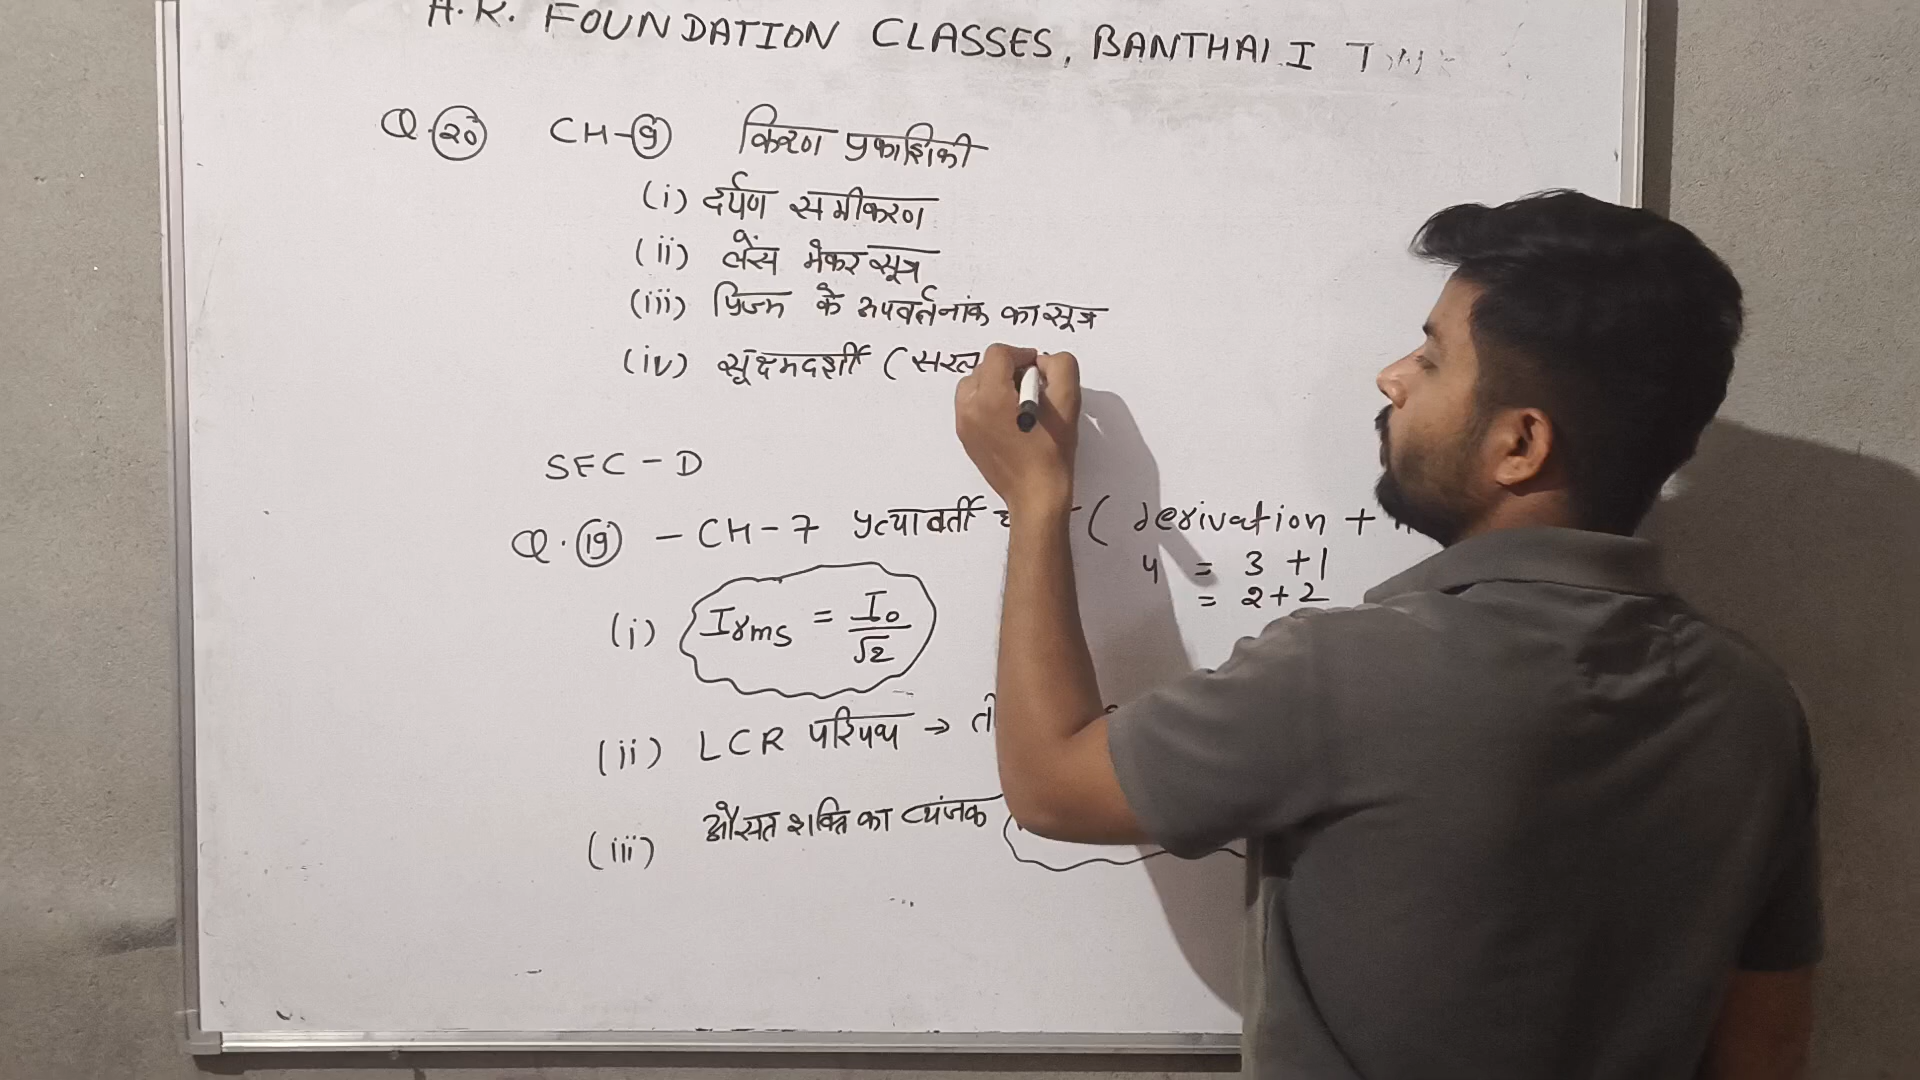 A.K. FOUNDATION CLASSES, BANTHALI
Q. 20 CH-9 किरण प्रकाशिकी
(i) दर्पण समीकरण
(ii) लेंस मेकर सूत्र
(iii) प्रिज्म के अपवर्तनांक का सूत्र
(iv) सूक्ष्मदर्शी (सरल
SEC-D
Q. 19 - CH-7 प्रत्यावर्ती (derivation +
4 = 3 + 1
= 2 + 2
(i) Irms = I₀/√2
(ii) LCR परिपथ →
(iii) औसत शक्ति का व्यंजक